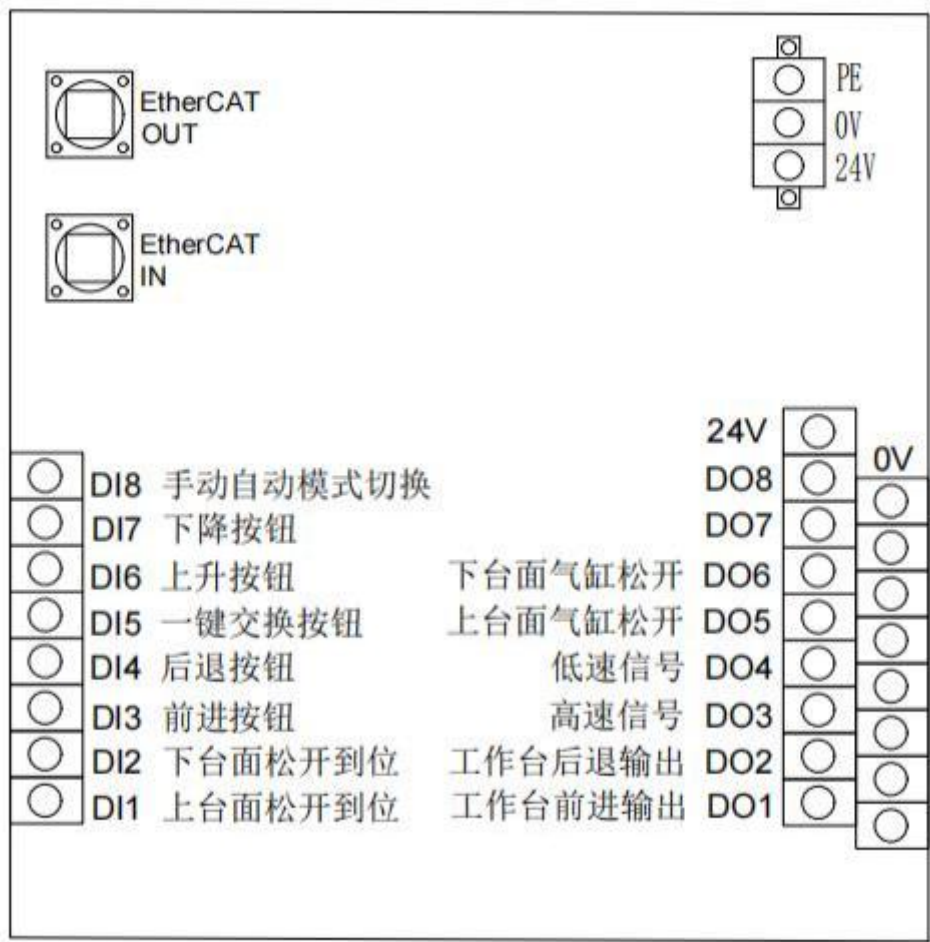 EtherCAT
OUT
PE
0V
24V
EtherCAT
IN
24V
0V
DI8 手动自动模式切换
DO8
DI7 下降按钮
DO7
DI6 上升按钮
下台面气缸松开 DO6
DI5 一键交换按钮
上台面气缸松开 DO5
DI4 后退按钮
低速信号 DO4
DI3 前进按钮
高速信号 DO3
DI2 下台面松开到位
工作台后退输出 DO2
DI1 上台面松开到位
工作台前进输出 DO1